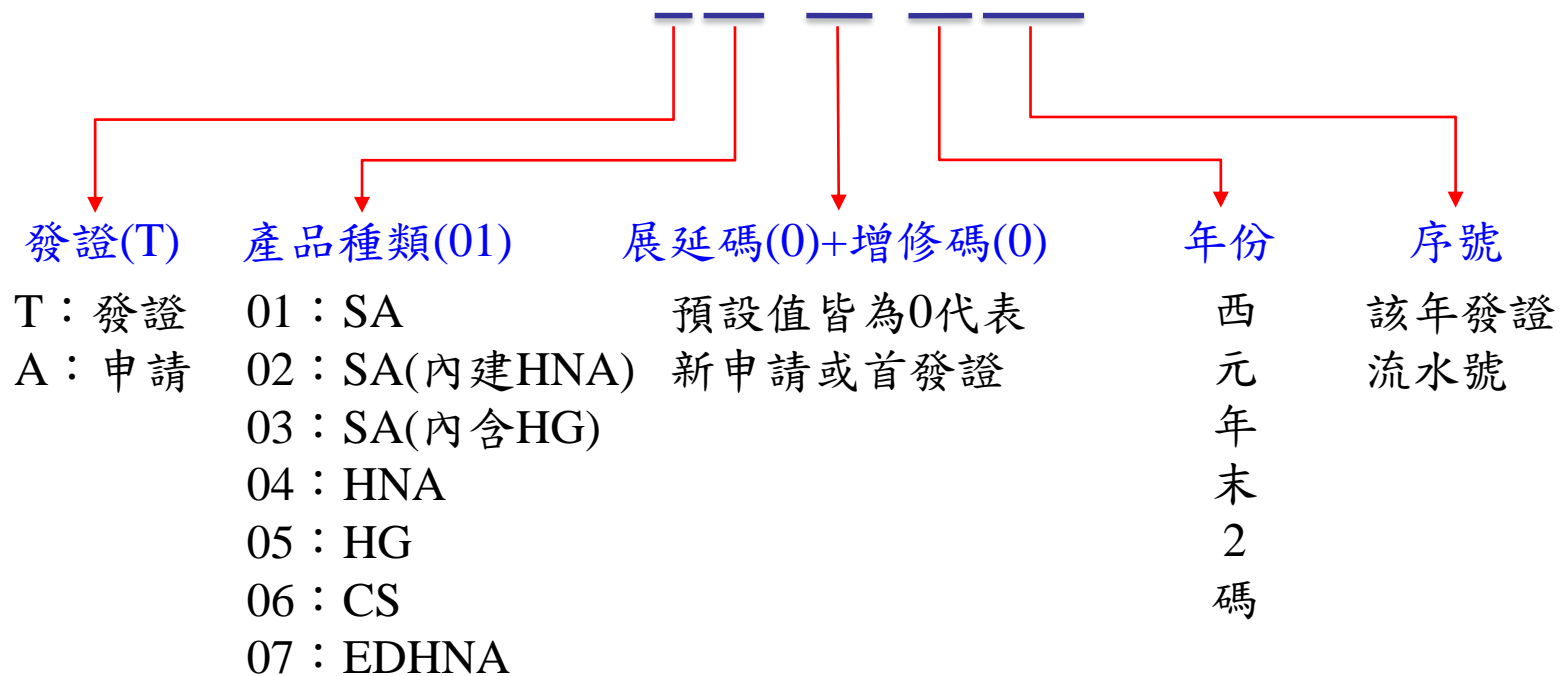 發證(T) 產品種類(01) 展延碼(0)+增修碼(0) 年份 序號
T：發證
A：申請
01：SA
02：SA(內建HNA)
03：SA(內含HG)
04：HNA
05：HG
06：CS
07：EDHNA
預設值皆為0代表
新申請或首發證
西
元
年
末
2
碼
該年發證
流水號